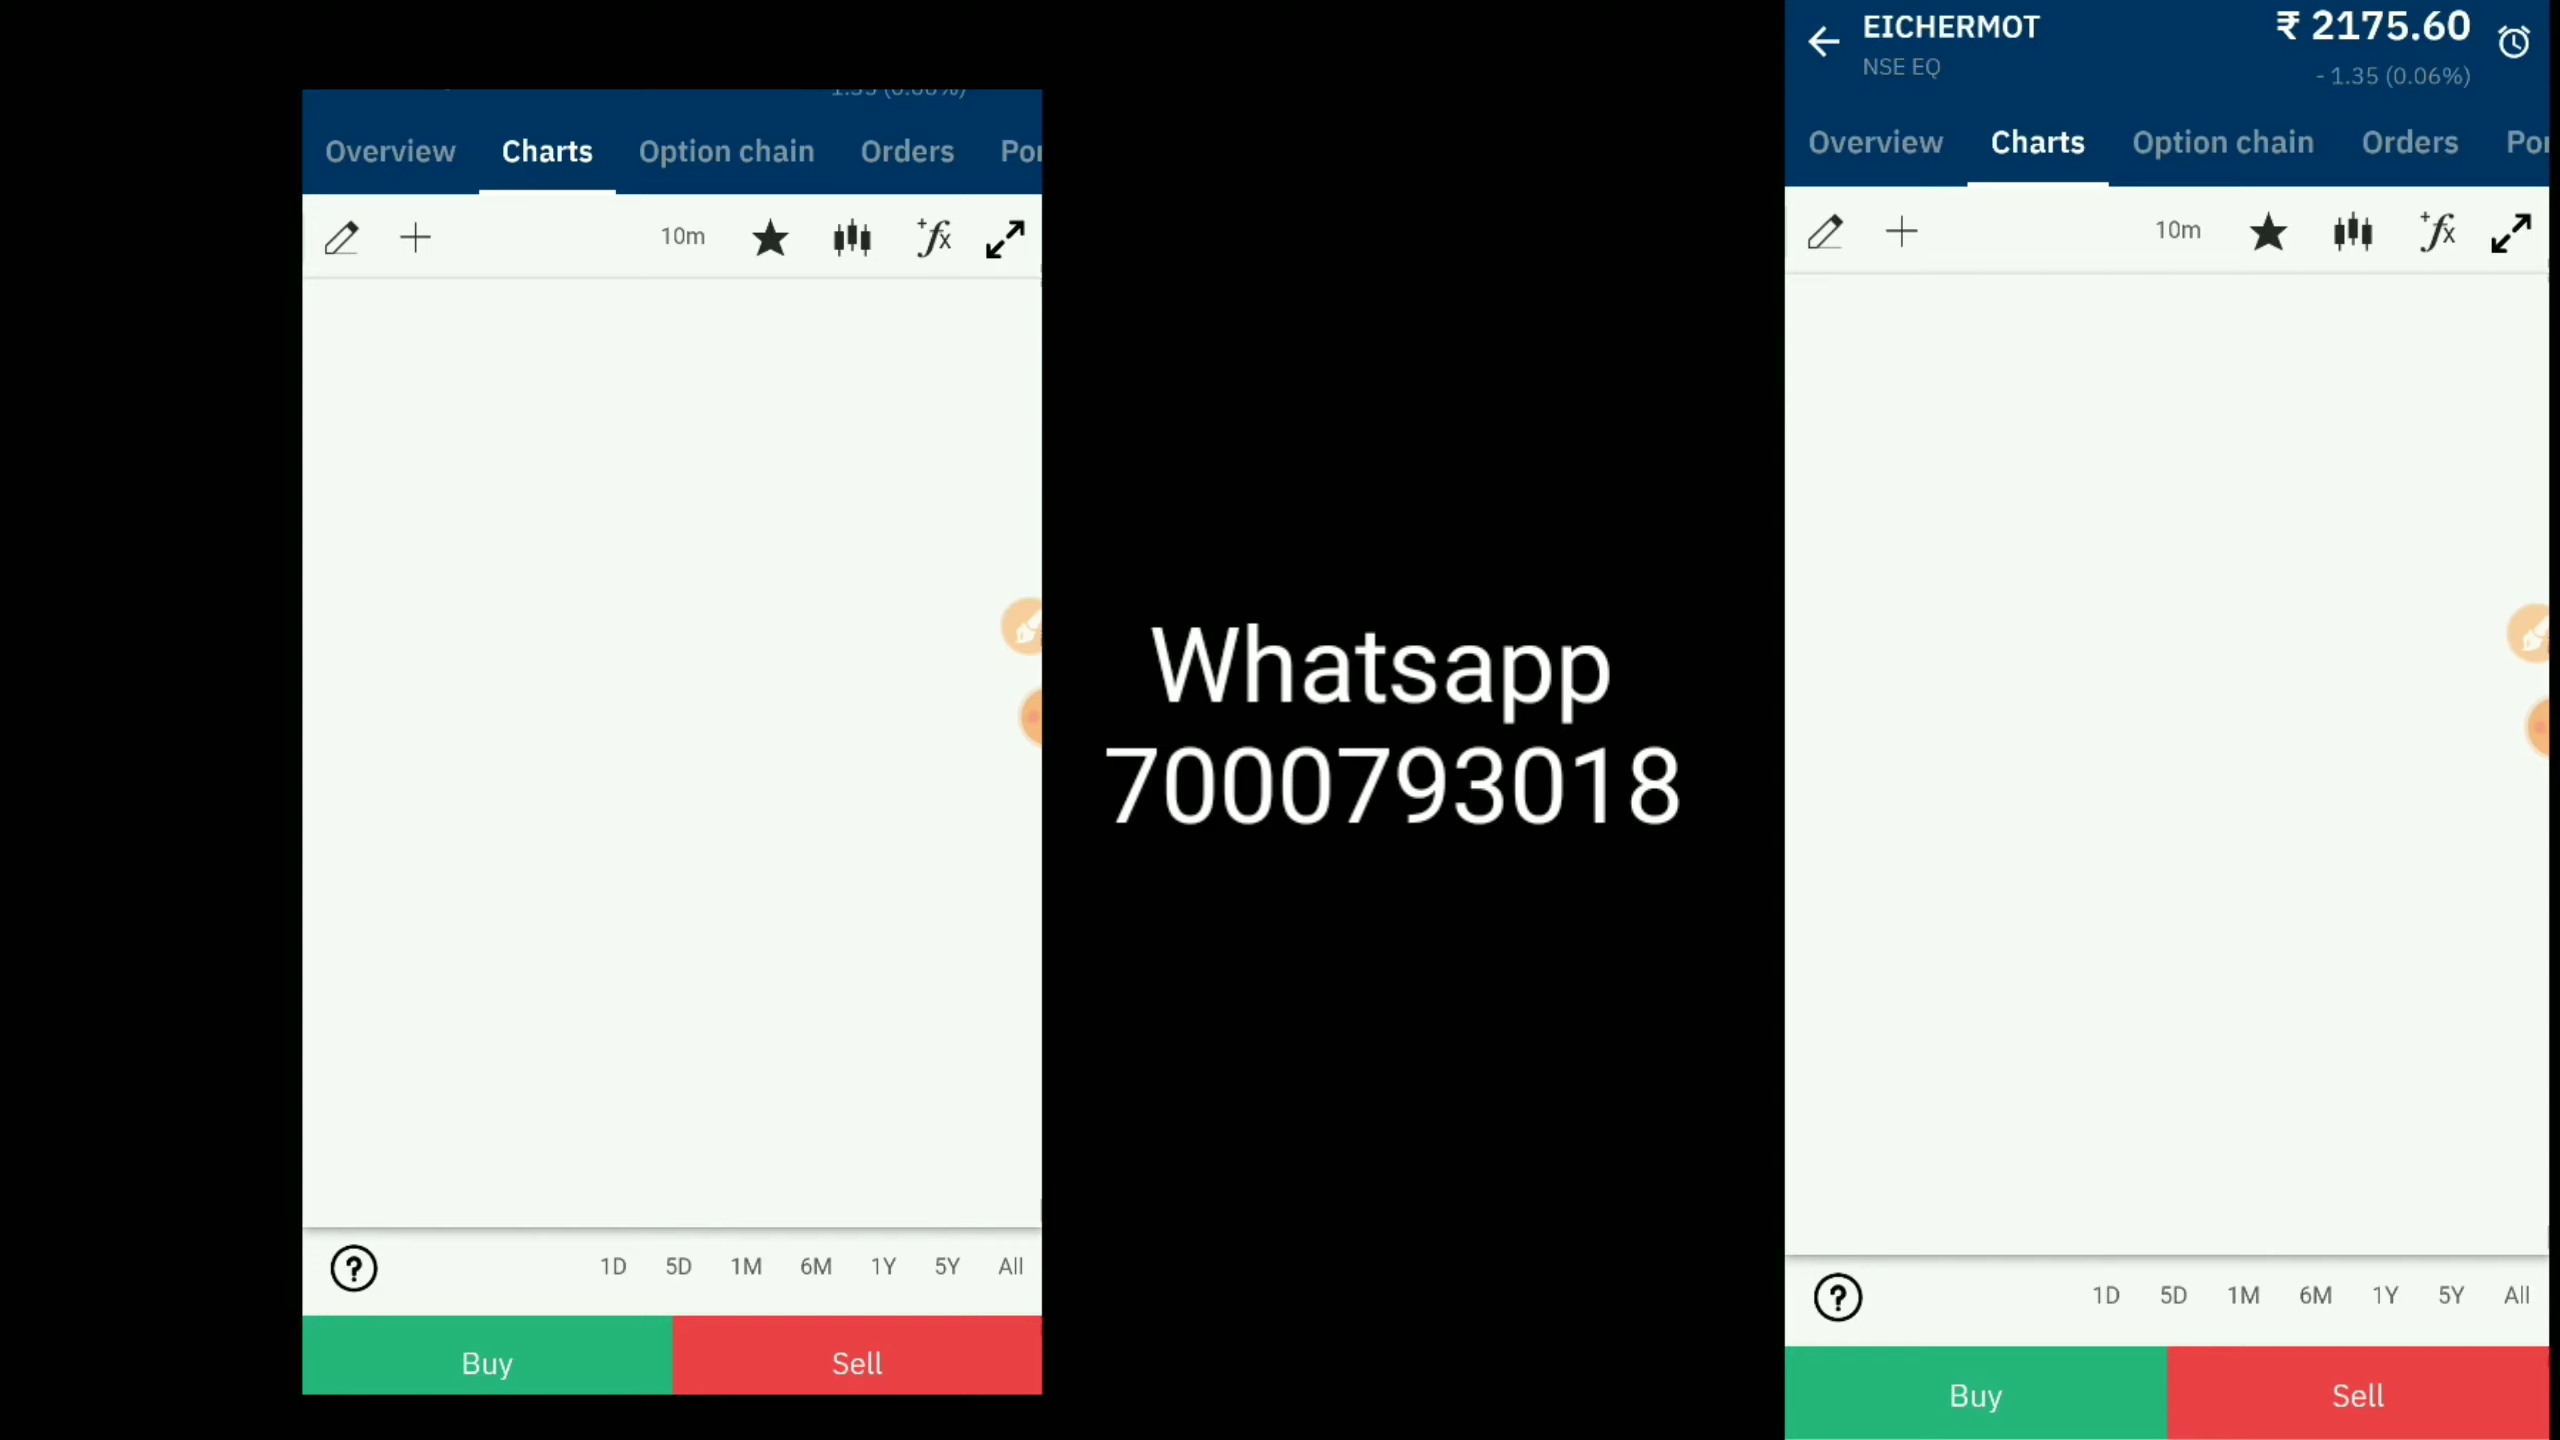 Overview Charts Option chain Orders Por
10m
1D 5D 1M 6M 1Y 5Y All
Buy Sell
Whatsapp
7000793018
EICHERMOT ₹ 2175.60
NSE EQ - 1.35 (0.06%)
Overview Charts Option chain Orders Por
10m
1D 5D 1M 6M 1Y 5Y All
Buy Sell